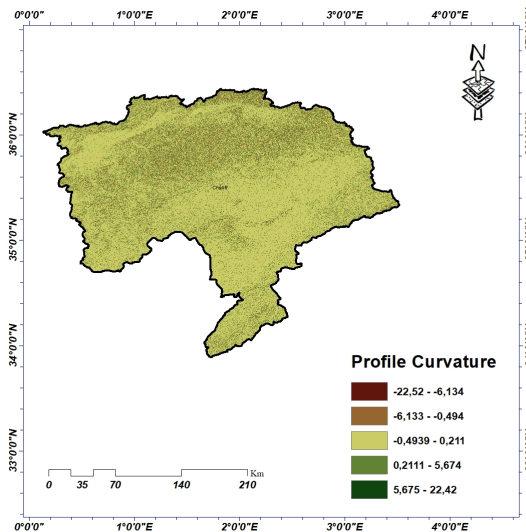 0°0'0" 1°0'0"E 2°0'0"E 3°0'0"E 4°0'0"E
N
36°0'0"N
35°0'0"N
34°0'0"N
33°0'0"N
Profile Curvature
-22,52 - -6,134
-6,133 - -0,494
-0,4939 - 0,211
0,2111 - 5,674
5,675 - 22,42
Km
0 35 70 140 210
0°0'0" 1°0'0"E 2°0'0"E 3°0'0"E 4°0'0"E